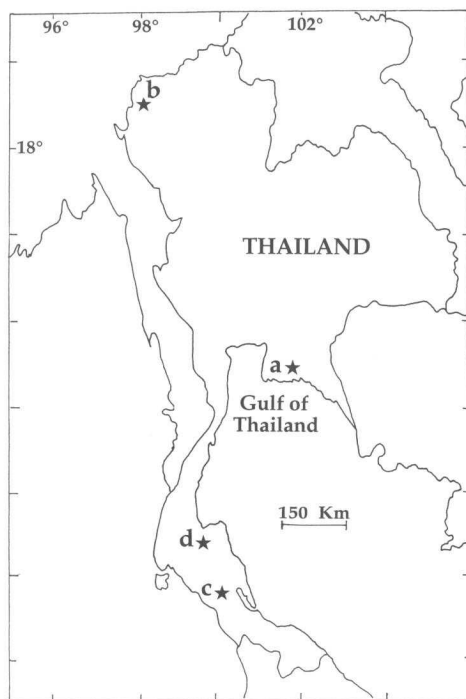 96° 98° 102°
b
18°
THAILAND
a
Gulf of
Thailand
150 Km
d
c